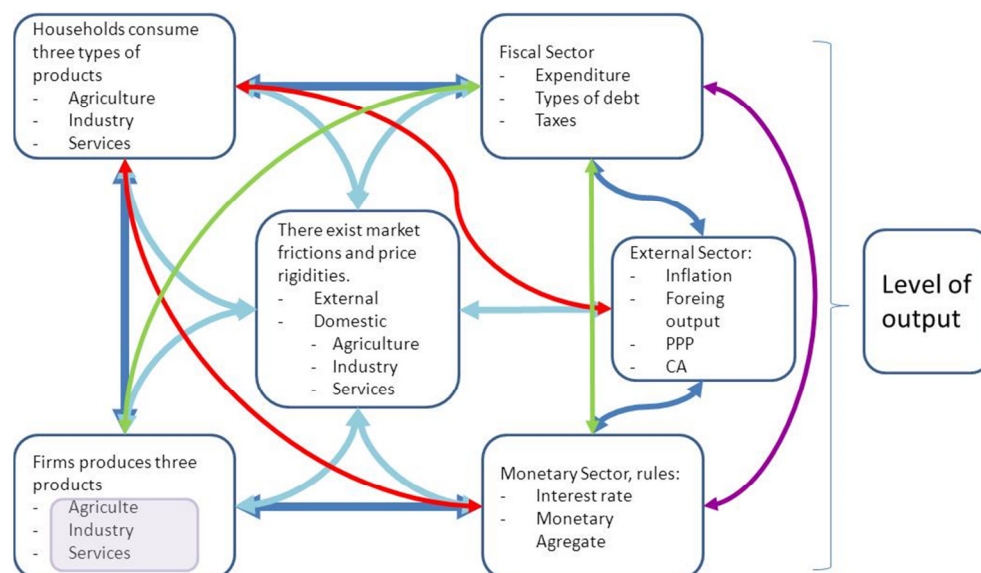 Households consume
three types of
products
- Agriculture
- Industry
- Services
Fiscal Sector
- Expenditure
- Types of debt
- Taxes
There exist market
frictions and price
rigidities.
- External
- Domestic
- Agriculture
- Industry
- Services
External Sector:
- Inflation
- Foreing
output
- PPP
- CA
Level of
output
Firms produces three
products
- Agriculte
- Industry
- Services
Monetary Sector, rules:
- Interest rate
- Monetary
Agregate